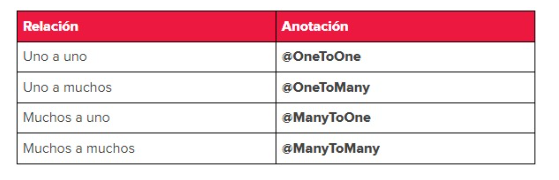 Relación Anotación
Uno a uno @OneToOne
Uno a muchos @OneToMany
Muchos a uno @ManyToOne
Muchos a muchos @ManyToMany